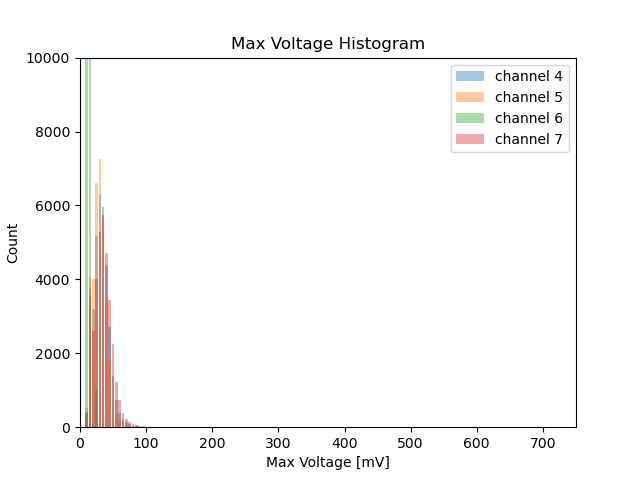 Max Voltage Histogram
10000
8000
6000
4000
2000
0
Count
channel 4
channel 5
channel 6
channel 7
0 100 200 300 400 500 600 700
Max Voltage [mV]